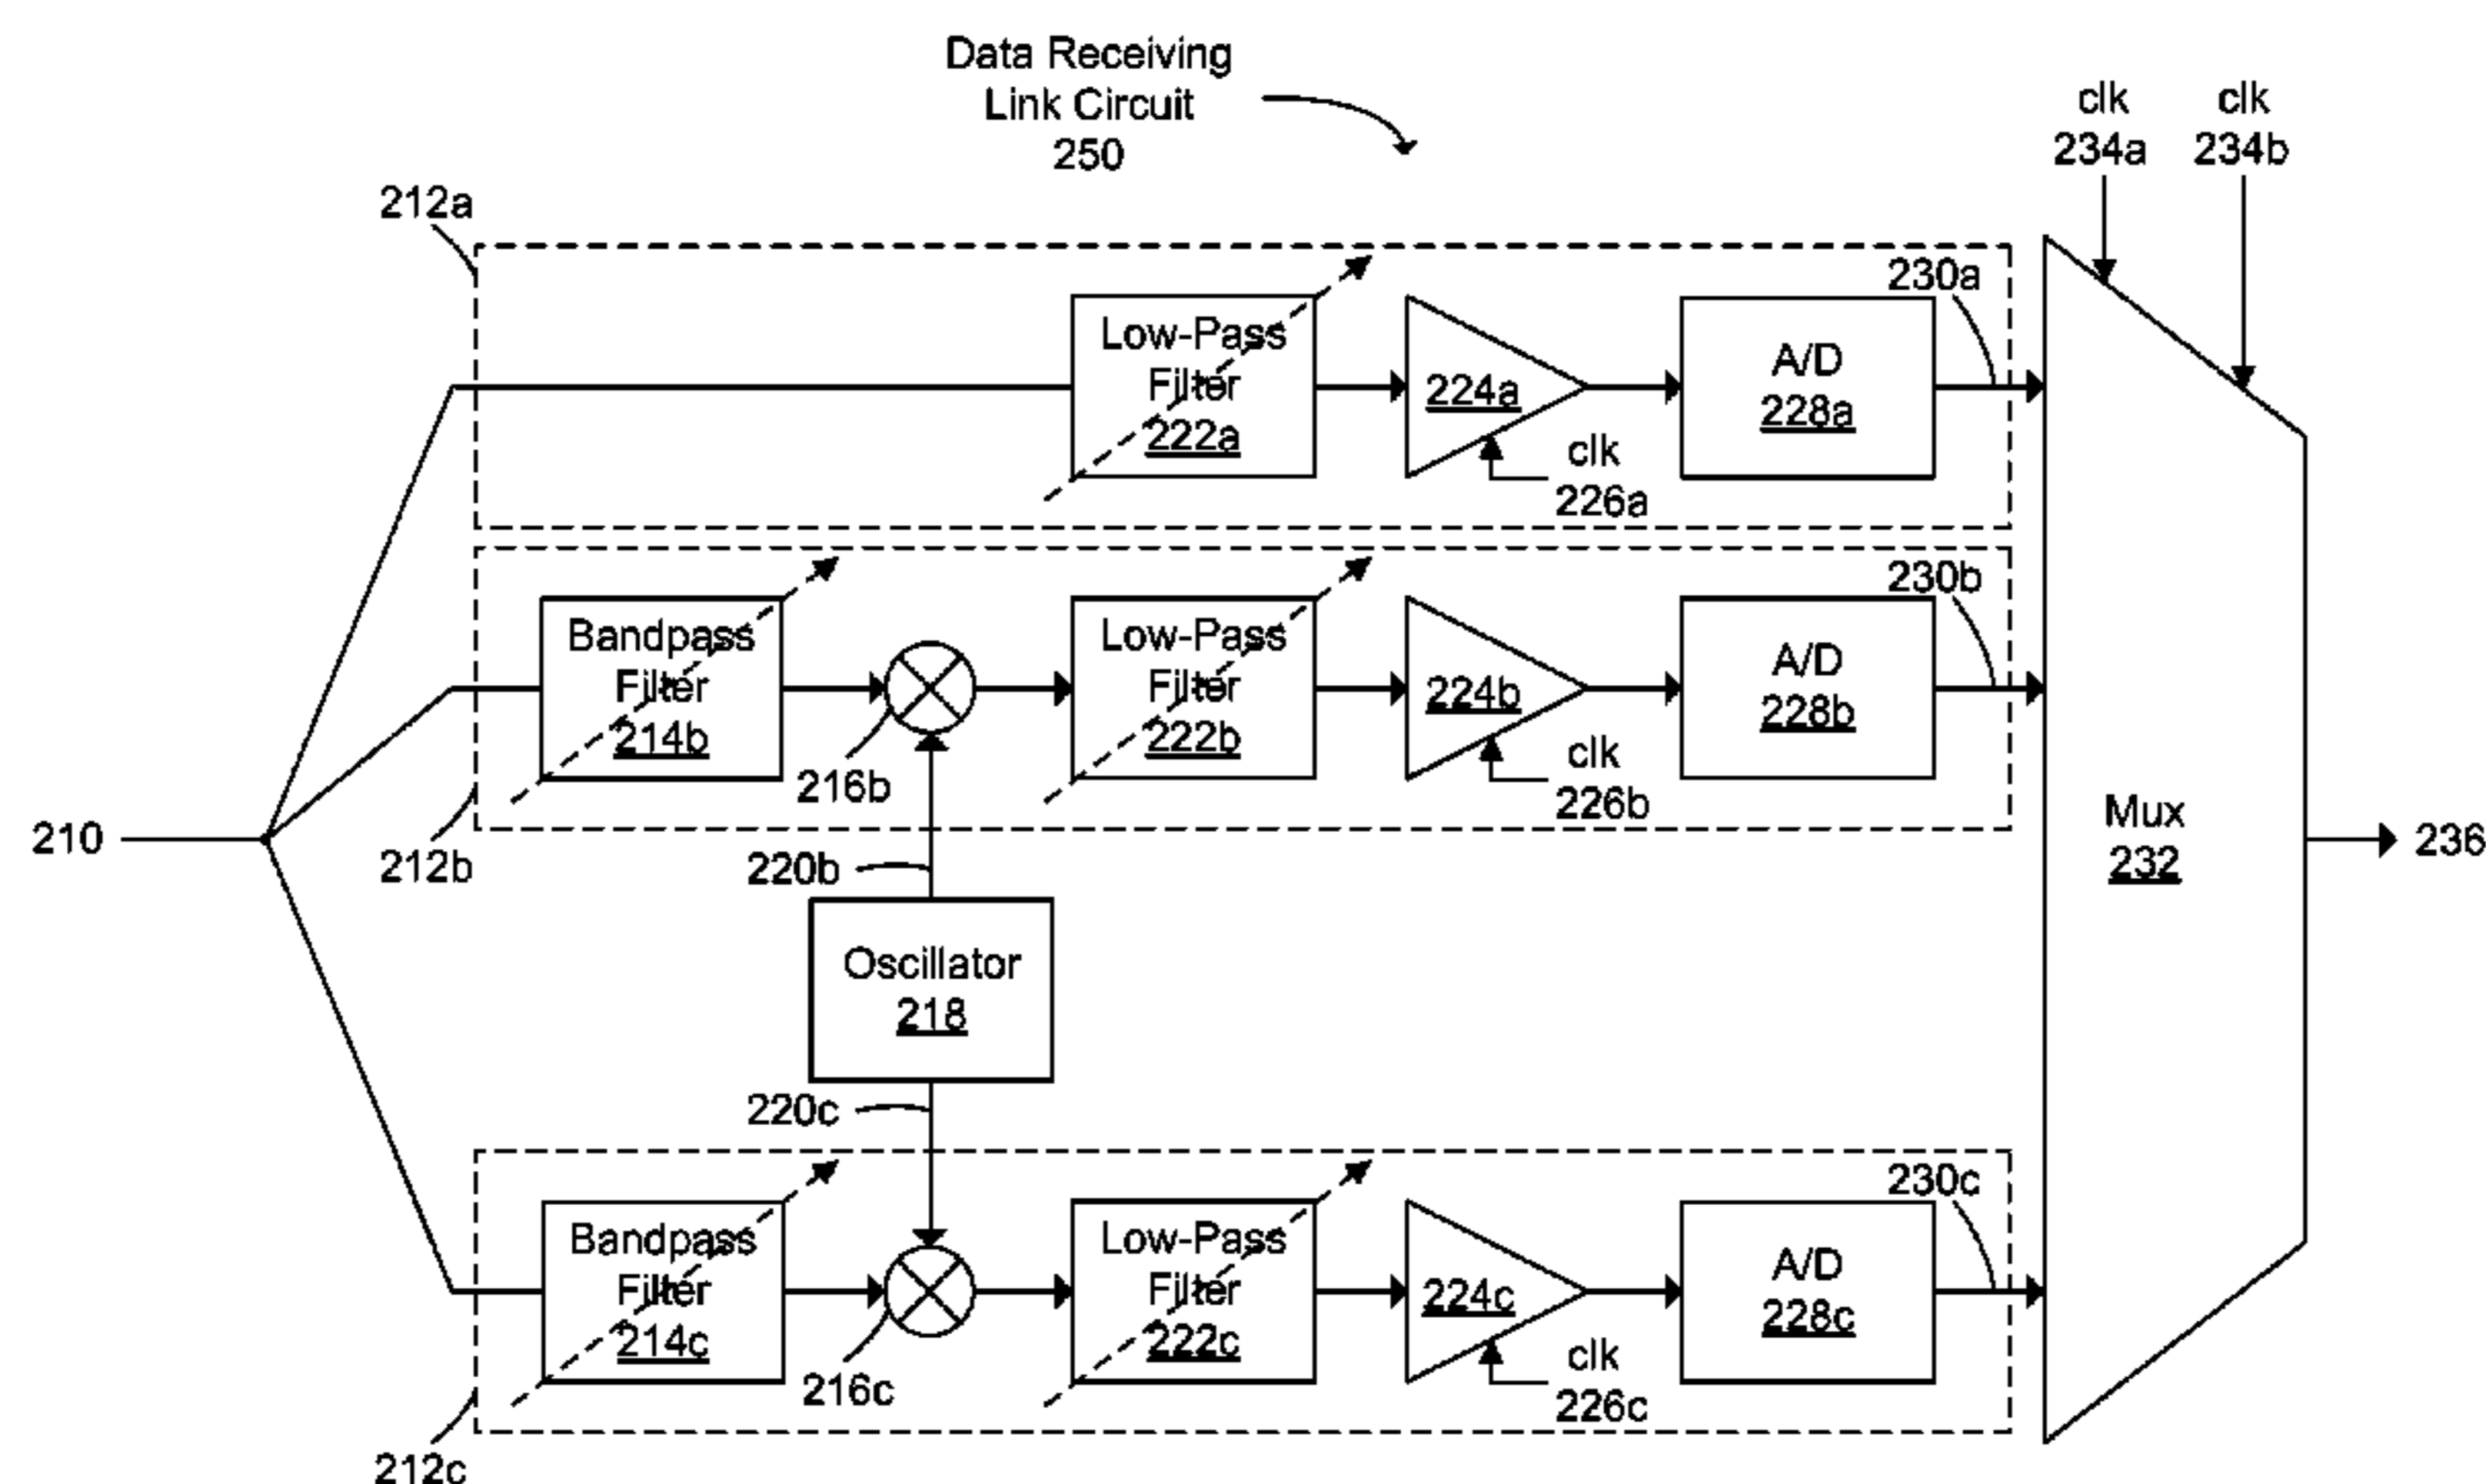 Data Receiving
Link Circuit
250
clk
234a
clk
234b
212a
230a
Low-Pass
Filter
222a
224a
clk
226a
A/D
228a
230b
Bandpass
Filter
214b
216b
Low-Pass
Filter
222b
224b
clk
226b
A/D
228b
210
212b
220b
Mux
232
236
Oscillator
218
220c
230c
Bandpass
Filter
214c
216c
Low-Pass
Filter
222c
224c
clk
226c
A/D
228c
212c